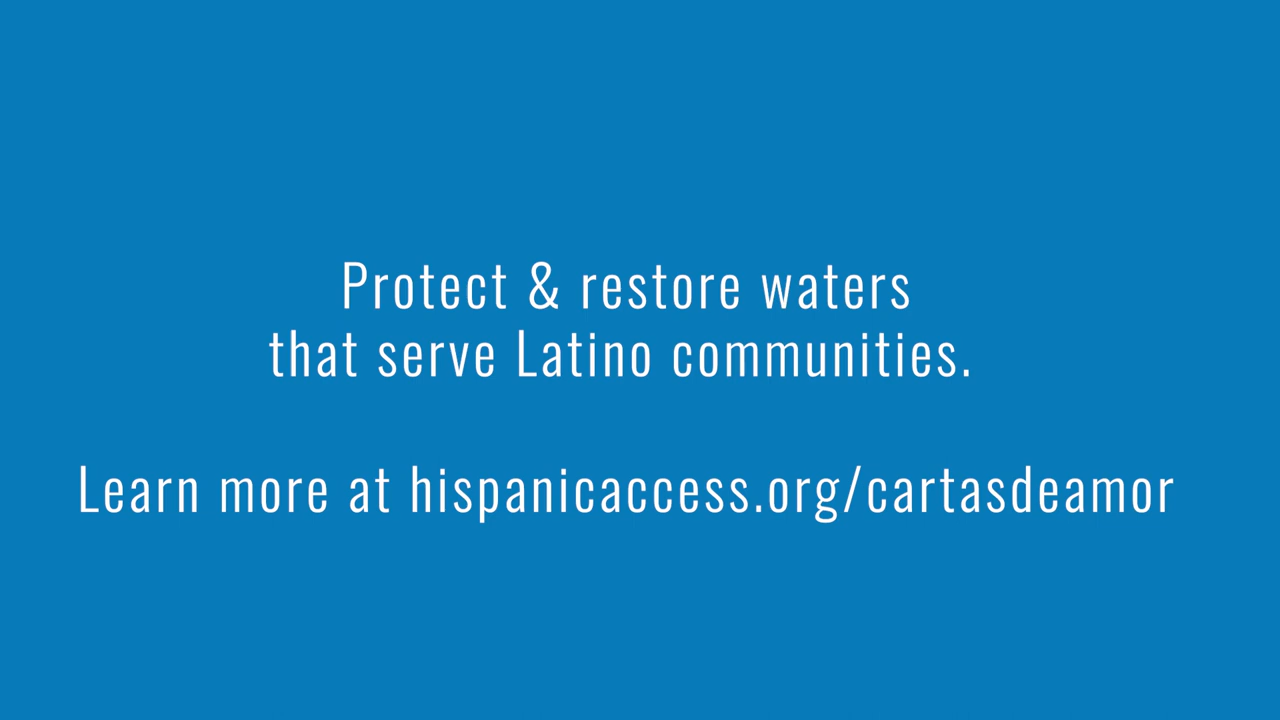 Protect & restore waters
that serve Latino communities.
Learn more at hispanicaccess.org/cartasdeamor